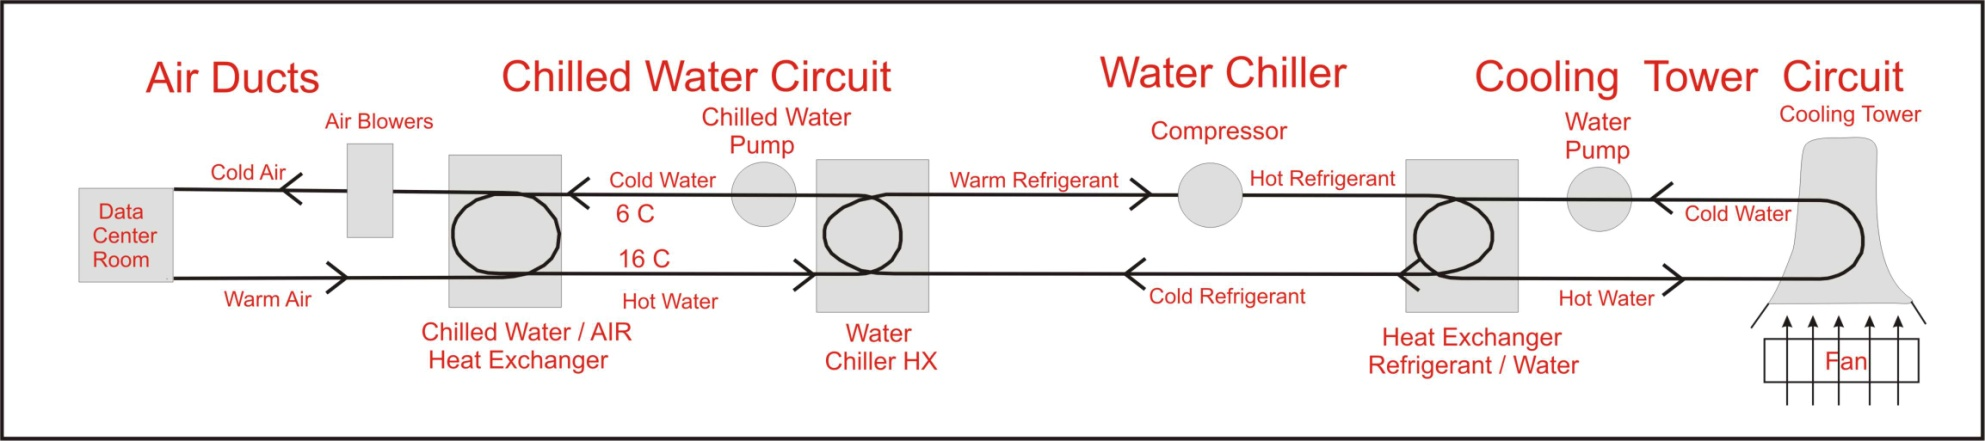 Air Ducts
Chilled Water Circuit
Water Chiller
Cooling Tower Circuit
Air Blowers
Chilled Water
Pump
Compressor
Water
Pump
Cooling Tower
Cold Air
Cold Water
6 C
Warm Refrigerant
Hot Refrigerant
Cold Water
Data
Center
Room
16 C
Warm Air
Hot Water
Cold Refrigerant
Hot Water
Chilled Water / AIR
Heat Exchanger
Water
Chiller HX
Heat Exchanger
Refrigerant / Water
Fan